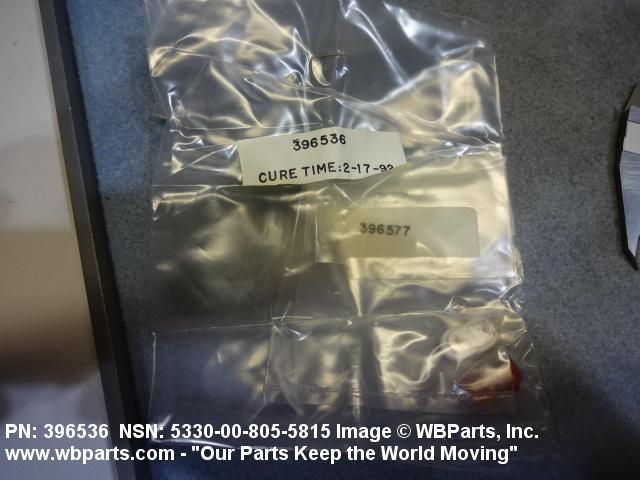 396536
CURE TIME: 2-17-92
396577
PN: 396536 NSN: 5330-00-805-5815 Image © WBParts, Inc.
www.wbparts.com - "Our Parts Keep the World Moving"